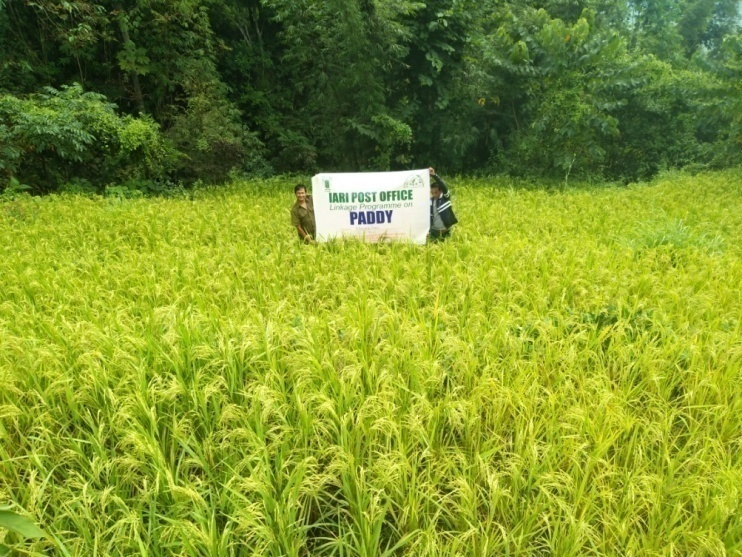 IARI POST OFFICE
Linkage Programme on
PADDY